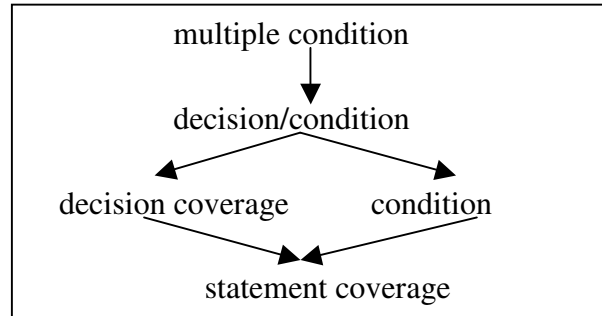 multiple condition
decision/condition
decision coverage condition
statement coverage